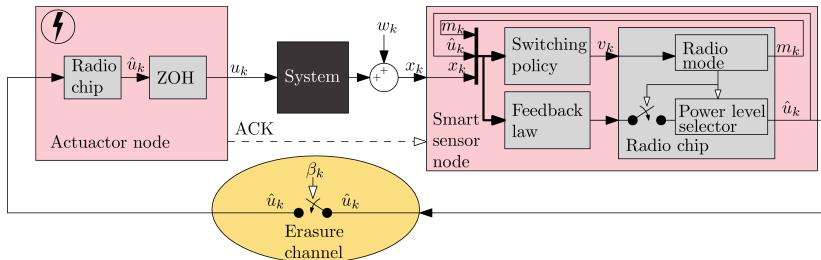 Radio
chip
û_k
ZOH
Actuactor node
u_k
System
w_k
+
+
x_k
ACK
m_k
û_k
x_k
Smart
sensor
node
Switching
policy
v_k
Feedback
law
Radio
mode
Power level
selector
Radio chip
m_k
û_k
β_k
û_k
û_k
Erasure
channel